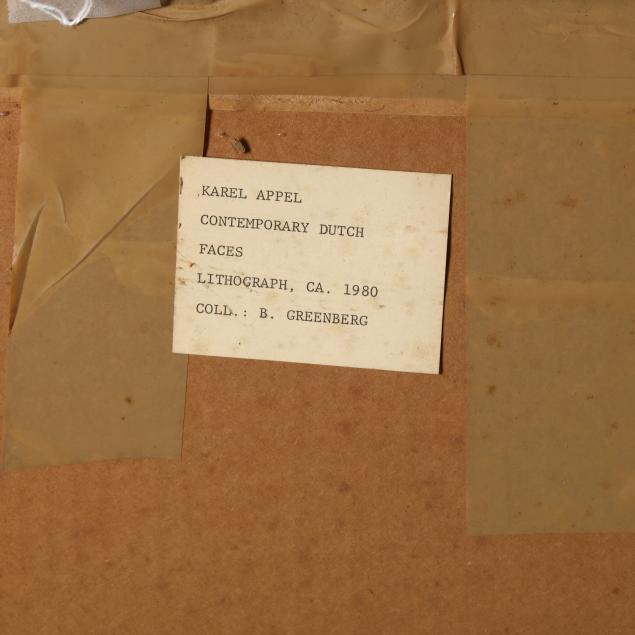 KAREL APPEL
CONTEMPORARY DUTCH
FACES
LITHOGRAPH, CA. 1980
COLL.: B. GREENBERG